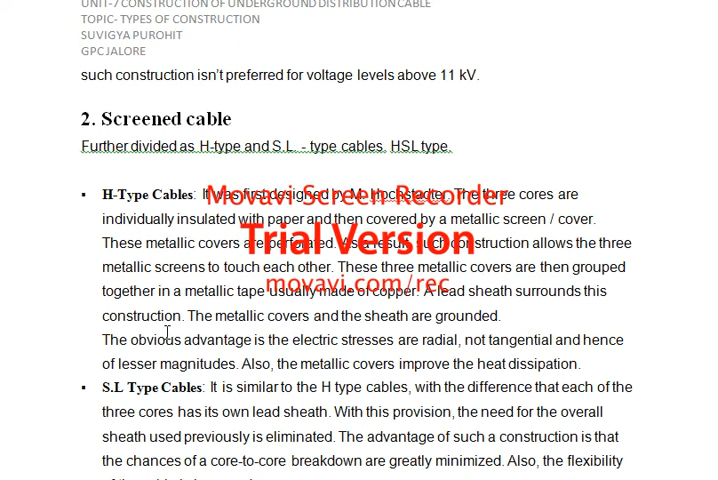 UNIT-7 CONSTRUCTION OF UNDERGROUND DISTRIBUTION CABLE
TOPIC- TYPES OF CONSTRUCTION
SUVIGYA PUROHIT
GPC JALORE
such construction isn't preferred for voltage levels above 11 kV.
2. Screened cable
Further divided as H-type and S.L. - type cables, HSL type.
▪ H-Type Cables: It was first designed by M. Hochstadter. The three cores are
individually insulated with paper and then covered by a metallic screen / cover.
These metallic covers are perforated. As a result, such construction allows the three
metallic screens to touch each other. These three metallic covers are then grouped
together in a metallic tape usually made of copper. A lead sheath surrounds this
construction. The metallic covers and the sheath are grounded.
The obvious advantage is the electric stresses are radial, not tangential and hence
of lesser magnitudes. Also, the metallic covers improve the heat dissipation.
▪ S.L Type Cables: It is similar to the H type cables, with the difference that each of the
three cores has its own lead sheath. With this provision, the need for the overall
sheath used previously is eliminated. The advantage of such a construction is that
the chances of a core-to-core breakdown are greatly minimized. Also, the flexibility
Movavi Screen Recorder
Trial Version
movavi.com/rec